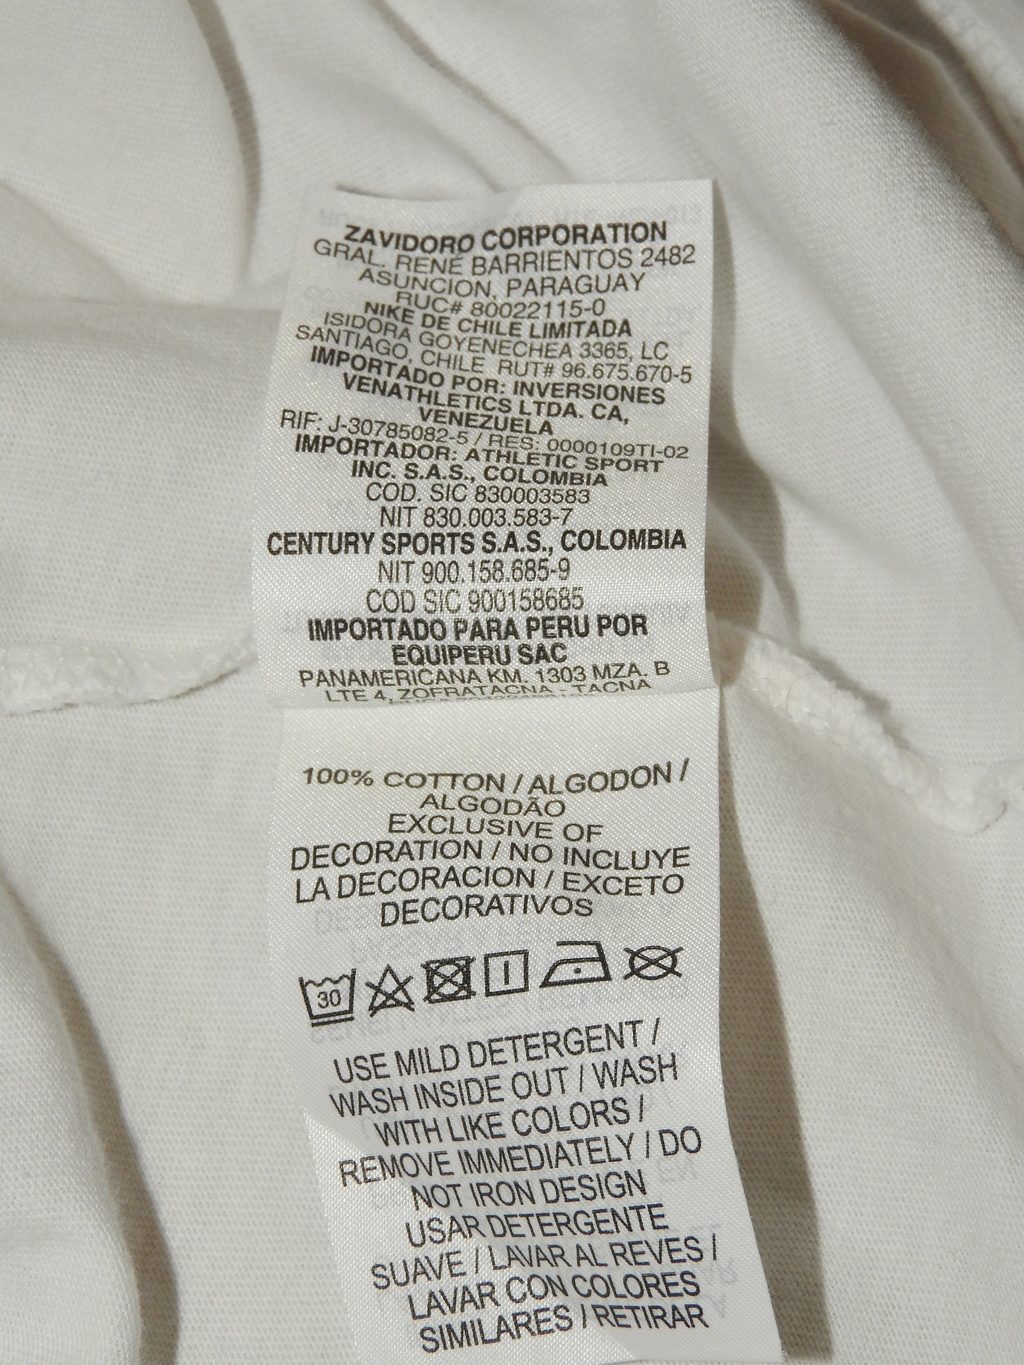 ZAVIDORO CORPORATION
GRAL. RENE BARRIENTOS 2482
ASUNCION, PARAGUAY
RUC# 80022115-0
NIKE DE CHILE LIMITADA
ISIDORA GOYENECHEA 3365, LC
SANTIAGO, CHILE RUT# 96.675.670-5
IMPORTADO POR: INVERSIONES
VENATHLETICS LTDA. CA,
VENEZUELA
RIF: J-30785082-5 / RES: 0000109TI-02
IMPORTADOR: ATHLETIC SPORT
INC. S.A.S., COLOMBIA
COD. SIC 830003583
NIT 830.003.583-7
CENTURY SPORTS S.A.S., COLOMBIA
NIT 900.158.685-9
COD SIC 900158685
IMPORTADO PARA PERU POR
EQUIPERU SAC
PANAMERICANA KM. 1303 MZA. B
LTE 4, ZOFRATACNA - TACNA
100% COTTON / ALGODON /
ALGODÃO
EXCLUSIVE OF
DECORATION / NO INCLUYE
LA DECORACION / EXCETO
DECORATIVOS
30
USE MILD DETERGENT /
WASH INSIDE OUT / WASH
WITH LIKE COLORS /
REMOVE IMMEDIATELY / DO
NOT IRON DESIGN
USAR DETERGENTE
SUAVE / LAVAR AL REVES /
LAVAR CON COLORES
SIMILARES / RETIRAR